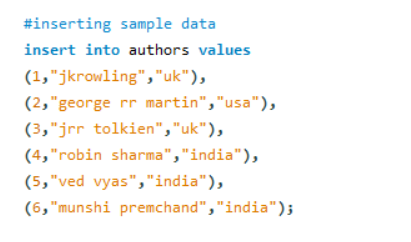 #inserting sample data
insert into authors values
(1,"jkrowling","uk"),
(2,"george rr martin","usa"),
(3,"jrr tolkien","uk"),
(4,"robin sharma","india"),
(5,"ved vyas","india"),
(6,"munshi premchand","india");